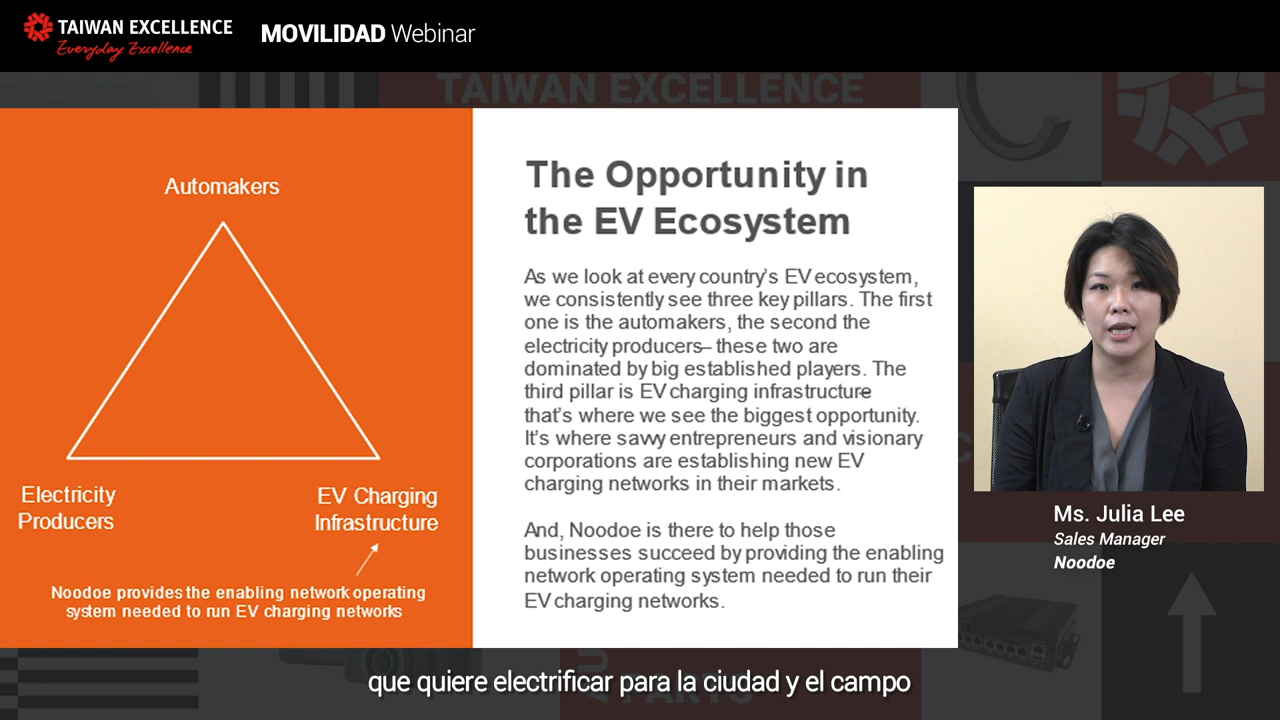 TAIWAN EXCELLENCE
Everyday Excellence
MOVILIDAD Webinar
TAIWAN EXCELLENCE
Automakers
Electricity
Producers
EV Charging
Infrastructure
Noodoe provides the enabling network operating
system needed to run EV charging networks
The Opportunity in
the EV Ecosystem
As we look at every country's EV ecosystem,
we consistently see three key pillars. The first
one is the automakers, the second the
electricity producers– these two are
dominated by big established players. The
third pillar is EV charging infrastructure–
that's where we see the biggest opportunity.
It's where savvy entrepreneurs and visionary
corporations are establishing new EV
charging networks in their markets.
And, Noodoe is there to help those
businesses succeed by providing the enabling
network operating system needed to run their
EV charging networks.
Ms. Julia Lee
Sales Manager
Noodoe
que quiere electrificar para la ciudad y el campo